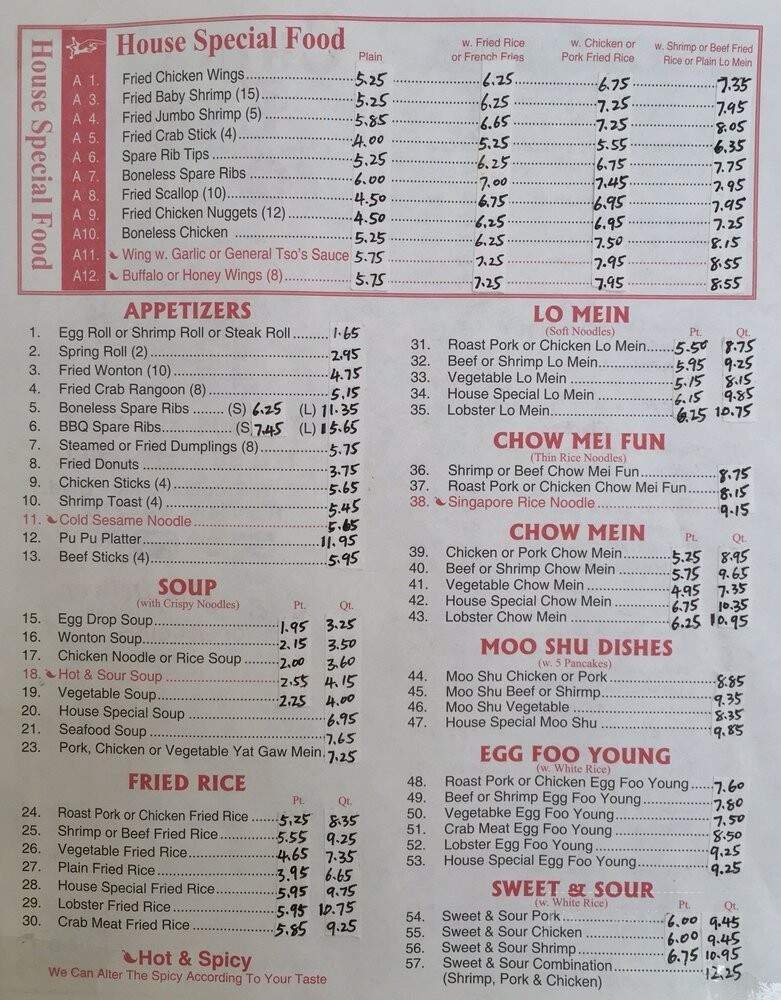 House Special Food
House Special Food
Plain
w. Fried Rice or French Fries
w. Chicken or Pork Fried Rice
w. Shrimp or Beef Fried Rice or Plain Lo Mein
A 1. Fried Chicken Wings 5.25 6.25 6.75 7.35
A 3. Fried Baby Shrimp (15) 5.25 6.25 7.25 7.95
A 4. Fried Jumbo Shrimp (5) 5.85 6.65 7.25 8.05
A 5. Fried Crab Stick (4) 4.00 5.25 5.55 6.35
A 6. Spare Rib Tips 5.25 6.25 6.75 7.75
A 7. Boneless Spare Ribs 6.00 7.00 7.45 7.95
A 8. Fried Scallop (10) 4.50 6.75 6.95 7.95
A 9. Fried Chicken Nuggets (12) 4.50 6.25 6.95 7.25
A10. Boneless Chicken 5.25 6.25 7.50 8.15
A11. Wing w. Garlic or General Tso's Sauce 5.75 7.25 7.95 8.55
A12. Buffalo or Honey Wings (8) 5.75 7.25 7.95 8.55
APPETIZERS
1. Egg Roll or Shrimp Roll or Steak Roll 1.65
2. Spring Roll (2) 2.95
3. Fried Wonton (10) 4.75
4. Fried Crab Rangoon (8) 5.15
5. Boneless Spare Ribs (S) 6.25 (L) 11.35
6. BBQ Spare Ribs (S) 7.45 (L) 15.65
7. Steamed or Fried Dumplings (8) 5.75
8. Fried Donuts 3.75
9. Chicken Sticks (4) 5.65
10. Shrimp Toast (4) 5.45
11. Cold Sesame Noodle 5.65
12. Pu Pu Platter 11.95
13. Beef Sticks (4) 5.95
SOUP
(with Crispy Noodles) Pt. Qt.
15. Egg Drop Soup 1.95 3.25
16. Wonton Soup 2.15 3.50
17. Chicken Noodle or Rice Soup 2.00 3.60
18. Hot & Sour Soup 2.55 4.15
19. Vegetable Soup 2.25 4.00
20. House Special Soup 6.95
21. Seafood Soup 7.65
23. Pork, Chicken or Vegetable Yat Gaw Mein 7.25
FRIED RICE
Pt. Qt.
24. Roast Pork or Chicken Fried Rice 5.25 8.35
25. Shrimp or Beef Fried Rice 5.55 9.25
26. Vegetable Fried Rice 4.65 7.35
27. Plain Fried Rice 3.95 6.65
28. House Special Fried Rice 5.95 9.75
29. Lobster Fried Rice 5.95 10.75
30. Crab Meat Fried Rice 5.85 9.25
Hot & Spicy
We Can Alter The Spicy According To Your Taste
LO MEIN
(Soft Noodles) Pt. Qt.
31. Roast Pork or Chicken Lo Mein 5.50 8.75
32. Beef or Shrimp Lo Mein 5.95 9.25
33. Vegetable Lo Mein 5.15 8.15
34. House Special Lo Mein 6.15 9.85
35. Lobster Lo Mein 6.25 10.75
CHOW MEI FUN
(Thin Rice Noodles)
36. Shrimp or Beef Chow Mei Fun 8.75
37. Roast Pork or Chicken Chow Mei Fun 8.15
38. Singapore Rice Noodle 9.15
CHOW MEIN
Pt. Qt.
39. Chicken or Pork Chow Mein 5.25 8.95
40. Beef or Shrimp Chow Mein 5.75 9.65
41. Vegetable Chow Mein 4.95 7.35
42. House Special Chow Mein 6.75 10.35
43. Lobster Chow Mein 6.25 10.95
MOO SHU DISHES
(w. 5 Pancakes)
44. Moo Shu Chicken or Pork 8.85
45. Moo Shu Beef or Shirmp 9.35
46. Moo Shu Vegetable 8.35
47. House Special Moo Shu 9.85
EGG FOO YOUNG
(w. White Rice)
48. Roast Pork or Chicken Egg Foo Young 7.60
49. Beef or Shrimp Egg Foo Young 7.80
50. Vegetabke Egg Foo Young 7.50
51. Crab Meat Egg Foo Young 8.50
52. Lobster Egg Foo Young 9.25
53. House Special Egg Foo Young 9.25
SWEET & SOUR
(w. White Rice) Pt. Qt.
54. Sweet & Sour Pork 6.00 9.45
55. Sweet & Sour Chicken 6.00 9.45
56. Sweet & Sour Shrimp 6.75 10.95
57. Sweet & Sour Combination 12.25
(Shrimp, Pork & Chicken)